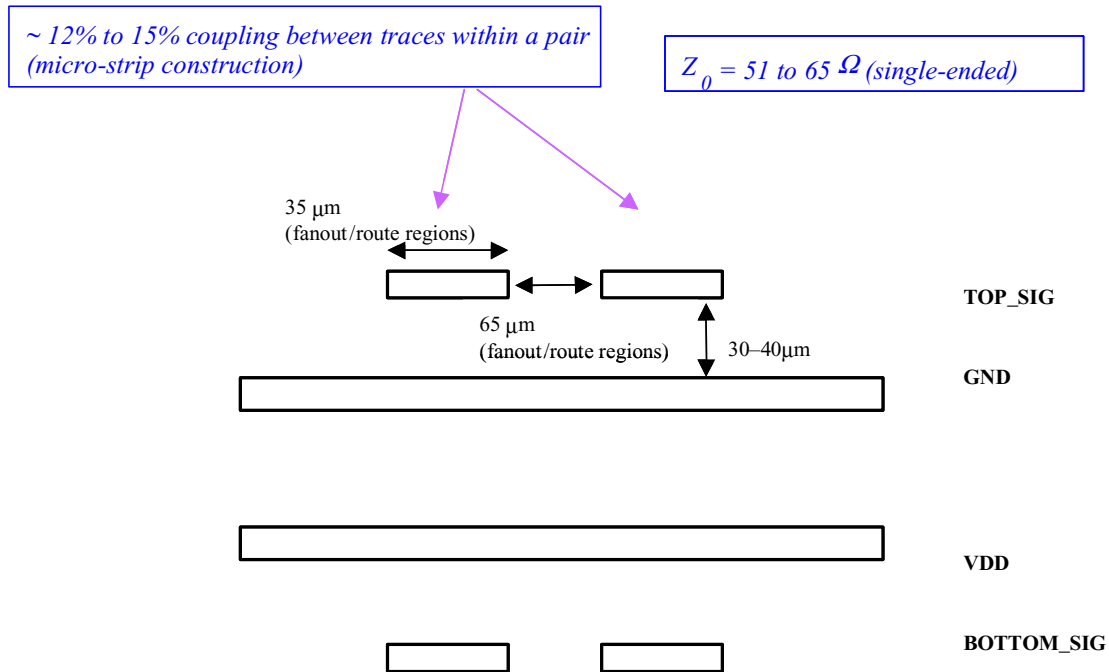 ~ 12% to 15% coupling between traces within a pair
(micro-strip construction)
Z0 = 51 to 65 Ω (single-ended)
35 μm
(fanout/route regions)
TOP_SIG
65 μm
(fanout/route regions)
30–40μm
GND
VDD
BOTTOM_SIG